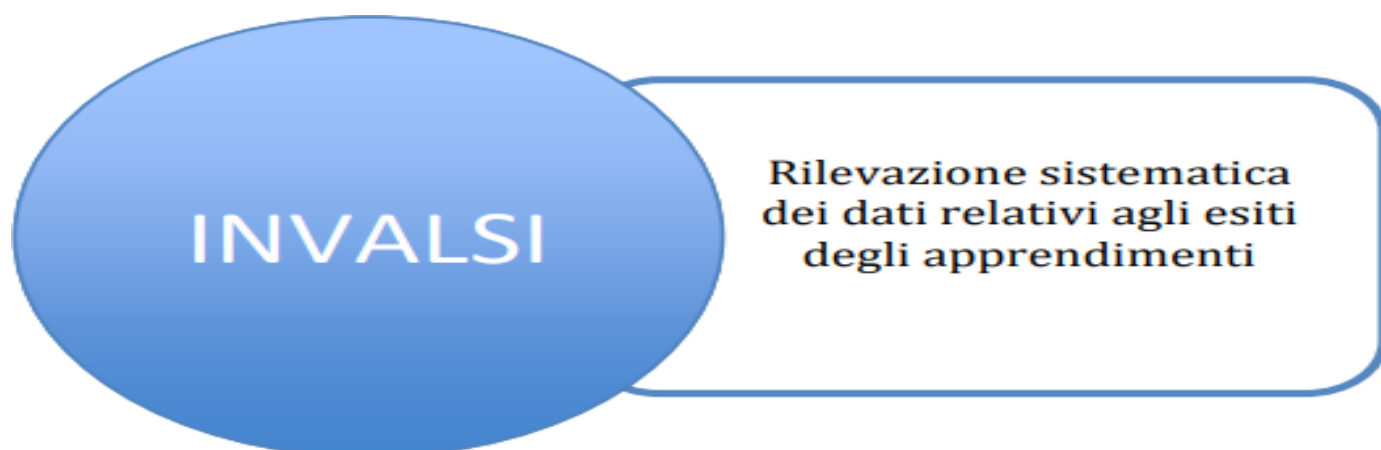 INVALSI
Rilevazione sistematica
dei dati relativi agli esiti
degli apprendimenti